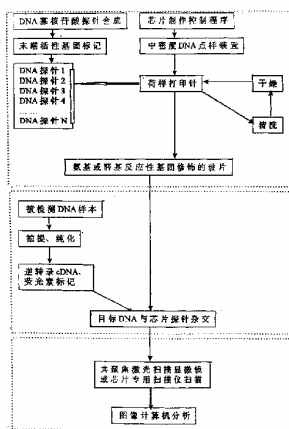 DNA寡核苷酸探针合成
芯片制作控制程序
末端活性基团标记
中密度DNA点样装置
DNA探针1
DNA探针2
DNA探针3
DNA探针4
……
DNA探针N
荷样打印针
干燥
清洗
氨基或醛基反应性基团修饰的玻片
被检测DNA样本
抽提、纯化
逆转录cDNA、
荧光素标记
目标DNA与芯片探针杂交
共聚焦激光扫描显微镜
或芯片专用扫描仪扫描
图像计算机分析